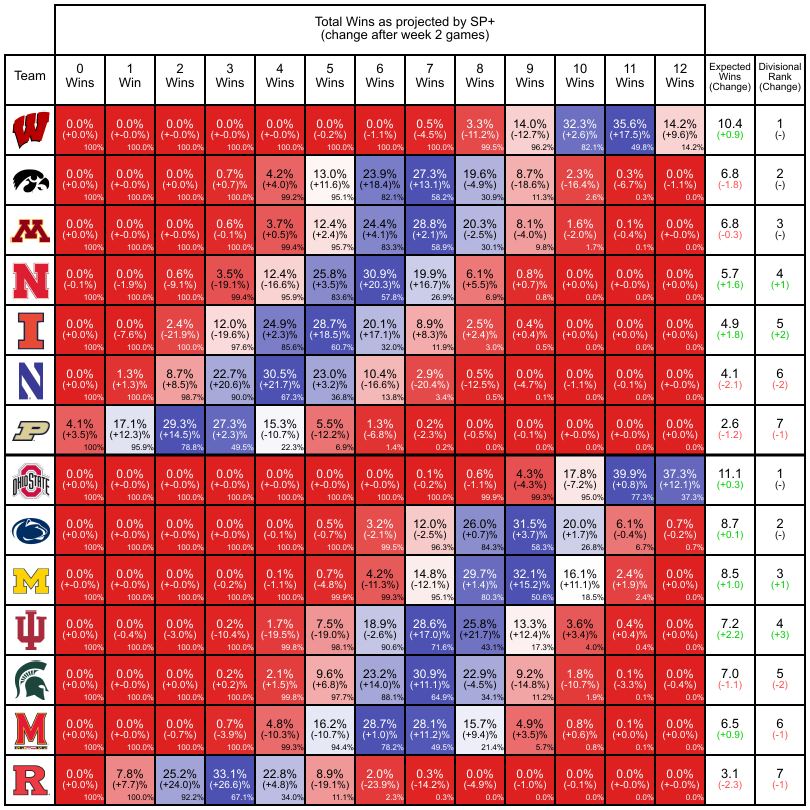 Total Wins as projected by SP+
(change after week 2 games)
Team 0 Wins 1 Win 2 Wins 3 Wins 4 Wins 5 Wins 6 Wins 7 Wins 8 Wins 9 Wins 10 Wins 11 Wins 12 Wins Expected Wins (Change) Divisional Rank (Change)
W
0.0% 0.0% 0.0% 0.0% 0.0% 0.0% 0.0% 0.5% 3.3% 14.0% 32.3% 35.6% 14.2% 10.4 1
(+0.0%) (+-0.0%) (+-0.0%) (+-0.0%) (+-0.0%) (-0.2%) (-1.1%) (-4.5%) (-11.2%) (-12.7%) (+2.6)% (+17.5)% (+9.6)% (+0.9) (-)
100% 100.0% 100.0% 100.0% 100.0% 100.0% 100.0% 100.0% 99.5% 96.2% 82.1% 49.8% 14.2%
0.0% 0.0% 0.0% 0.7% 4.2% 13.0% 23.9% 27.3% 19.6% 8.7% 2.3% 0.3% 0.0% 6.8 2
(+0.0%) (+0.0%) (+0.0%) (+0.7)% (+4.0)% (+11.6)% (+18.4)% (+13.1)% (-4.9%) (-18.6%) (-16.4%) (-6.7%) (-1.1%) (-1.8) (-)
100% 100.0% 100.0% 100.0% 99.2% 95.1% 82.1% 58.2% 30.9% 11.3% 2.6% 0.3% 0.0%
M
0.0% 0.0% 0.0% 0.6% 3.7% 12.4% 24.4% 28.8% 20.3% 8.1% 1.6% 0.1% 0.0% 6.8 3
(+0.0%) (+0.0%) (+-0.0%) (-0.1%) (+0.5)% (+2.4)% (+4.1)% (+2.1)% (-2.5%) (-4.0%) (-2.0%) (-0.4%) (+-0.0%) (-0.3) (-)
100% 100.0% 100.0% 100.0% 99.4% 95.7% 83.3% 58.9% 30.1% 9.8% 1.7% 0.1% 0.0%
N
0.0% 0.0% 0.6% 3.5% 12.4% 25.8% 30.9% 19.9% 6.1% 0.8% 0.0% 0.0% 0.0% 5.7 4
(-0.1%) (-1.9%) (-9.1%) (-19.1%) (-16.6%) (+3.5)% (+20.3)% (+16.7)% (+5.5)% (+0.7)% (+0.0%) (+0.0%) (+0.0%) (+1.6) (+1)
100% 100.0% 100.0% 99.4% 95.9% 83.6% 57.8% 26.9% 6.9% 0.8% 0.0% 0.0% 0.0%
I
0.0% 0.0% 2.4% 12.0% 24.9% 28.7% 20.1% 8.9% 2.5% 0.4% 0.0% 0.0% 0.0% 4.9 5
(+0.0%) (-7.6%) (-21.9%) (-19.6%) (+2.3)% (+18.5)% (+17.1)% (+8.3)% (+2.4)% (+0.4)% (+0.0%) (+0.0%) (+0.0%) (+1.8) (+2)
100% 100.0% 100.0% 97.6% 85.6% 60.7% 32.0% 11.9% 3.0% 0.5% 0.0% 0.0% 0.0%
N
0.0% 1.3% 8.7% 22.7% 30.5% 23.0% 10.4% 2.9% 0.5% 0.0% 0.0% 0.0% 0.0% 4.1 6
(+0.0%) (+1.3)% (+8.5)% (+20.6)% (+21.7)% (+3.2)% (-16.6%) (-20.4%) (-12.5%) (-4.7%) (-1.1%) (-0.1%) (+-0.0%) (-2.1) (-2)
100% 100.0% 98.7% 90.0% 67.3% 36.8% 13.8% 3.4% 0.5% 0.1% 0.0% 0.0% 0.0%
P
4.1% 17.1% 29.3% 27.3% 15.3% 5.5% 1.3% 0.2% 0.0% 0.0% 0.0% 0.0% 0.0% 2.6 7
(+3.5)% (+12.3)% (+14.5)% (+2.3)% (-10.7%) (-12.2%) (-6.8%) (-2.3%) (-0.5%) (-0.1%) (+-0.0%) (+-0.0%) (+-0.0%) (-1.2) (-1)
100% 95.9% 78.8% 49.5% 22.3% 6.9% 1.4% 0.2% 0.0% 0.0% 0.0% 0.0% 0.0%
OHIO STATE
0.0% 0.0% 0.0% 0.0% 0.0% 0.0% 0.0% 0.1% 0.6% 4.3% 17.8% 39.9% 37.3% 11.1 1
(+0.0%) (+0.0%) (+-0.0%) (+-0.0%) (+-0.0%) (+-0.0%) (+-0.0%) (-0.2%) (-1.1%) (-4.3%) (-7.2%) (+0.8)% (+12.1)% (+0.3) (-)
100% 100.0% 100.0% 100.0% 100.0% 100.0% 100.0% 100.0% 99.9% 99.3% 95.0% 77.3% 37.3%
0.0% 0.0% 0.0% 0.0% 0.0% 0.5% 3.2% 12.0% 26.0% 31.5% 20.0% 6.1% 0.7% 8.7 2
(+0.0%) (+-0.0%) (+-0.0%) (+-0.0%) (-0.1%) (-0.7%) (-2.1%) (-2.5%) (+0.7)% (+3.7)% (+1.7)% (-0.4%) (-0.2%) (+0.1) (-)
100% 100.0% 100.0% 100.0% 100.0% 100.0% 99.5% 96.3% 84.3% 58.3% 26.8% 6.7% 0.7%
M
0.0% 0.0% 0.0% 0.0% 0.1% 0.7% 4.2% 14.8% 29.7% 32.1% 16.1% 2.4% 0.0% 8.5 3
(+-0.0%) (+-0.0%) (+-0.0%) (-0.2%) (-1.1%) (-4.8%) (-11.3%) (-12.1%) (+1.4)% (+15.2)% (+11.1)% (+1.9)% (+0.0%) (+1.0) (+1)
100% 100.0% 100.0% 100.0% 100.0% 99.9% 99.3% 95.1% 80.3% 50.6% 18.5% 2.4% 0.0%
IU
0.0% 0.0% 0.0% 0.2% 1.7% 7.5% 18.9% 28.6% 25.8% 13.3% 3.6% 0.4% 0.0% 7.2 4
(+0.0%) (-0.4%) (-3.0%) (-10.4%) (-19.5%) (-19.0%) (-2.6%) (+17.0)% (+21.7)% (+12.4)% (+3.4)% (+0.4)% (+0.0%) (+2.2) (+3)
100% 100.0% 100.0% 100.0% 99.8% 98.1% 90.6% 71.6% 43.1% 17.3% 4.0% 0.4% 0.0%
0.0% 0.0% 0.0% 0.2% 2.1% 9.6% 23.2% 30.9% 22.9% 9.2% 1.8% 0.1% 0.0% 7.0 5
(+0.0%) (+-0.0%) (+-0.0%) (+0.2)% (+1.5)% (+6.8)% (+14.0)% (+11.1)% (-4.5%) (-14.8%) (-10.7%) (-3.3%) (-0.4%) (-1.1) (-2)
100% 100.0% 100.0% 100.0% 99.8% 97.7% 88.1% 64.9% 34.1% 11.2% 1.9% 0.1% 0.0%
M
0.0% 0.0% 0.0% 0.7% 4.8% 16.2% 28.7% 28.1% 15.7% 4.9% 0.8% 0.1% 0.0% 6.5 6
(+0.0%) (+-0.0%) (-0.7%) (-3.9%) (-10.3%) (-10.7%) (+1.0)% (+11.2)% (+9.4)% (+3.5)% (+0.6)% (+0.0)% (+0.0%) (+0.9) (-1)
100% 100.0% 100.0% 100.0% 99.3% 94.4% 78.2% 49.5% 21.4% 5.7% 0.8% 0.1% 0.0%
R
0.0% 7.8% 25.2% 33.1% 22.8% 8.9% 2.0% 0.3% 0.0% 0.0% 0.0% 0.0% 0.0% 3.1 7
(+0.0%) (+7.7)% (+24.0)% (+26.6)% (+4.8)% (-19.1%) (-23.9%) (-14.2%) (-4.9%) (-1.0%) (-0.1%) (+-0.0%) (+-0.0%) (-2.3) (-1)
100% 100.0% 92.2% 67.1% 34.0% 11.1% 2.3% 0.3% 0.0% 0.0% 0.0% 0.0% 0.0%